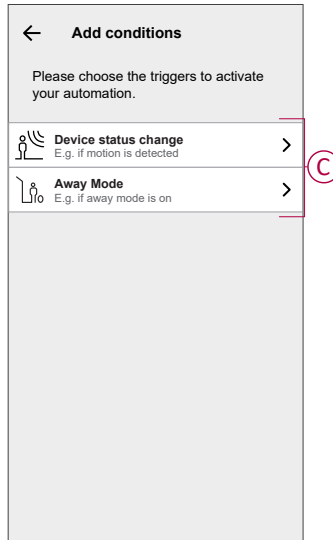 Add conditions
Please choose the triggers to activate
your automation.
Device status change
E.g. if motion is detected
Away Mode
E.g. if away mode is on
C